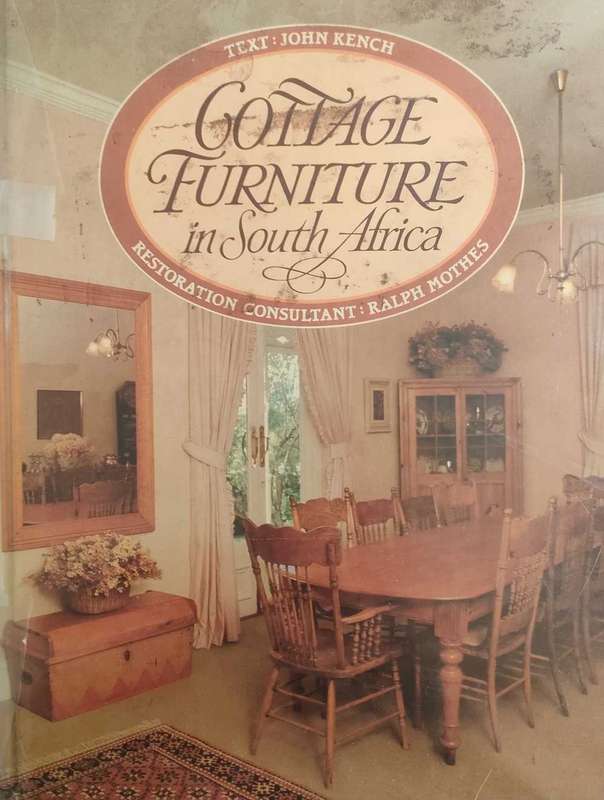 TEXT: JOHN KENCH
COTTAGE
FURNITURE
in South Africa
RESTORATION CONSULTANT: RALPH MOTHES